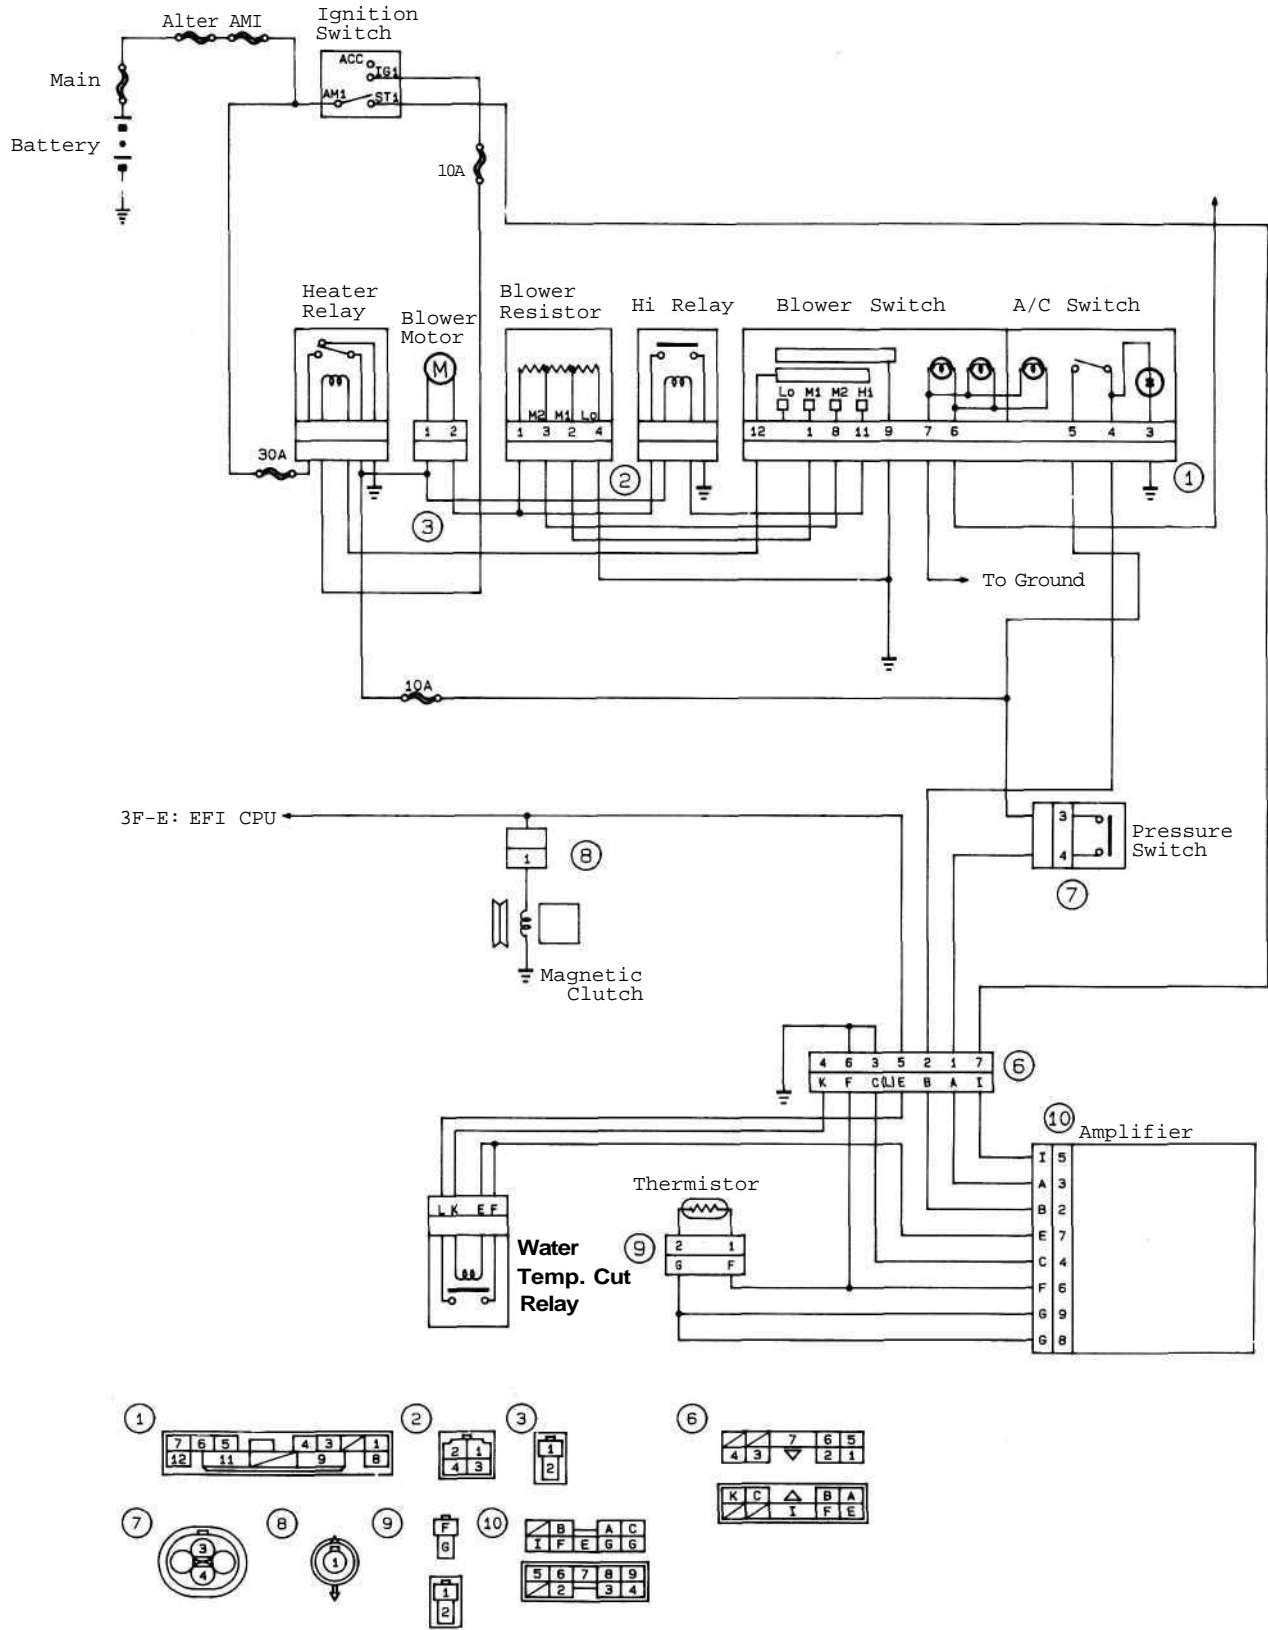 Alter AMI
Ignition
Switch
ACC
IG1
AM1
ST1
Main
Battery
10A
Heater
Relay
Blower
Motor
M
Blower
Resistor
Hi Relay
Blower Switch
A/C Switch
M2 M1 Lo
Lo M1 M2 H1
1 2
1 3 2 4
12 1 8 11 9 7 6 5 4 3
30A
2
1
3
To Ground
10A
3F-E: EFI CPU
1
8
3
4
Pressure
Switch
7
Magnetic
Clutch
4 6 3 5 2 1 7
K F C(L)E B A I
6
10
Amplifier
Thermistor
I 5
A 3
B 2
E 7
C 4
F 6
G 9
G 8
L K E F
Water
Temp. Cut
Relay
9
2 1
G F
1
7 6 5 4 3 1
12 11 9 8
2
2 1
4 3
3
1
2
6
7 6 5
4 3 2 1
K C B A
I F E
7
3
4
8
1
9
F
G
1
2
10
B A C
I F E G G
5 6 7 8 9
2 3 4